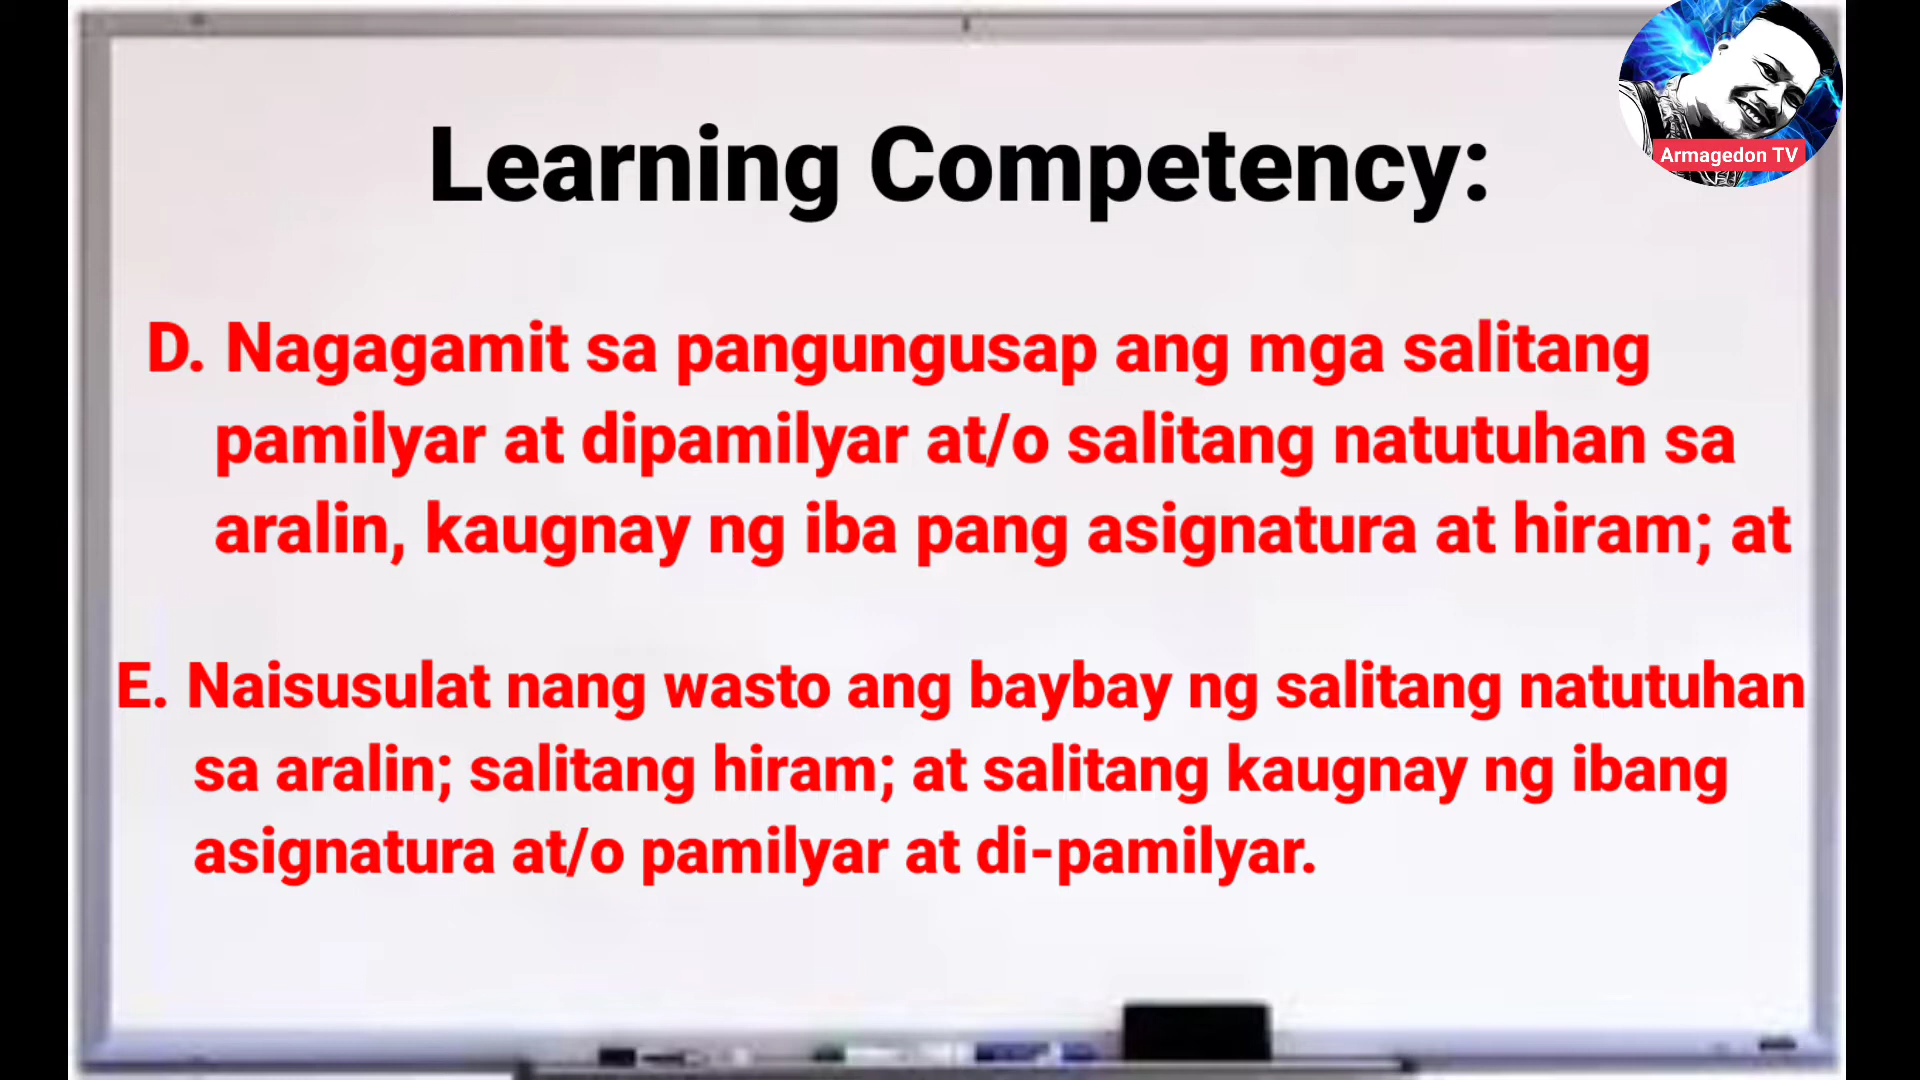 Armagedon TV
Learning Competency:
D. Nagagamit sa pangungusap ang mga salitang
pamilyar at dipamilyar at/o salitang natutuhan sa
aralin, kaugnay ng iba pang asignatura at hiram; at
E. Naisusulat nang wasto ang baybay ng salitang natutuhan
sa aralin; salitang hiram; at salitang kaugnay ng ibang
asignatura at/o pamilyar at di-pamilyar.